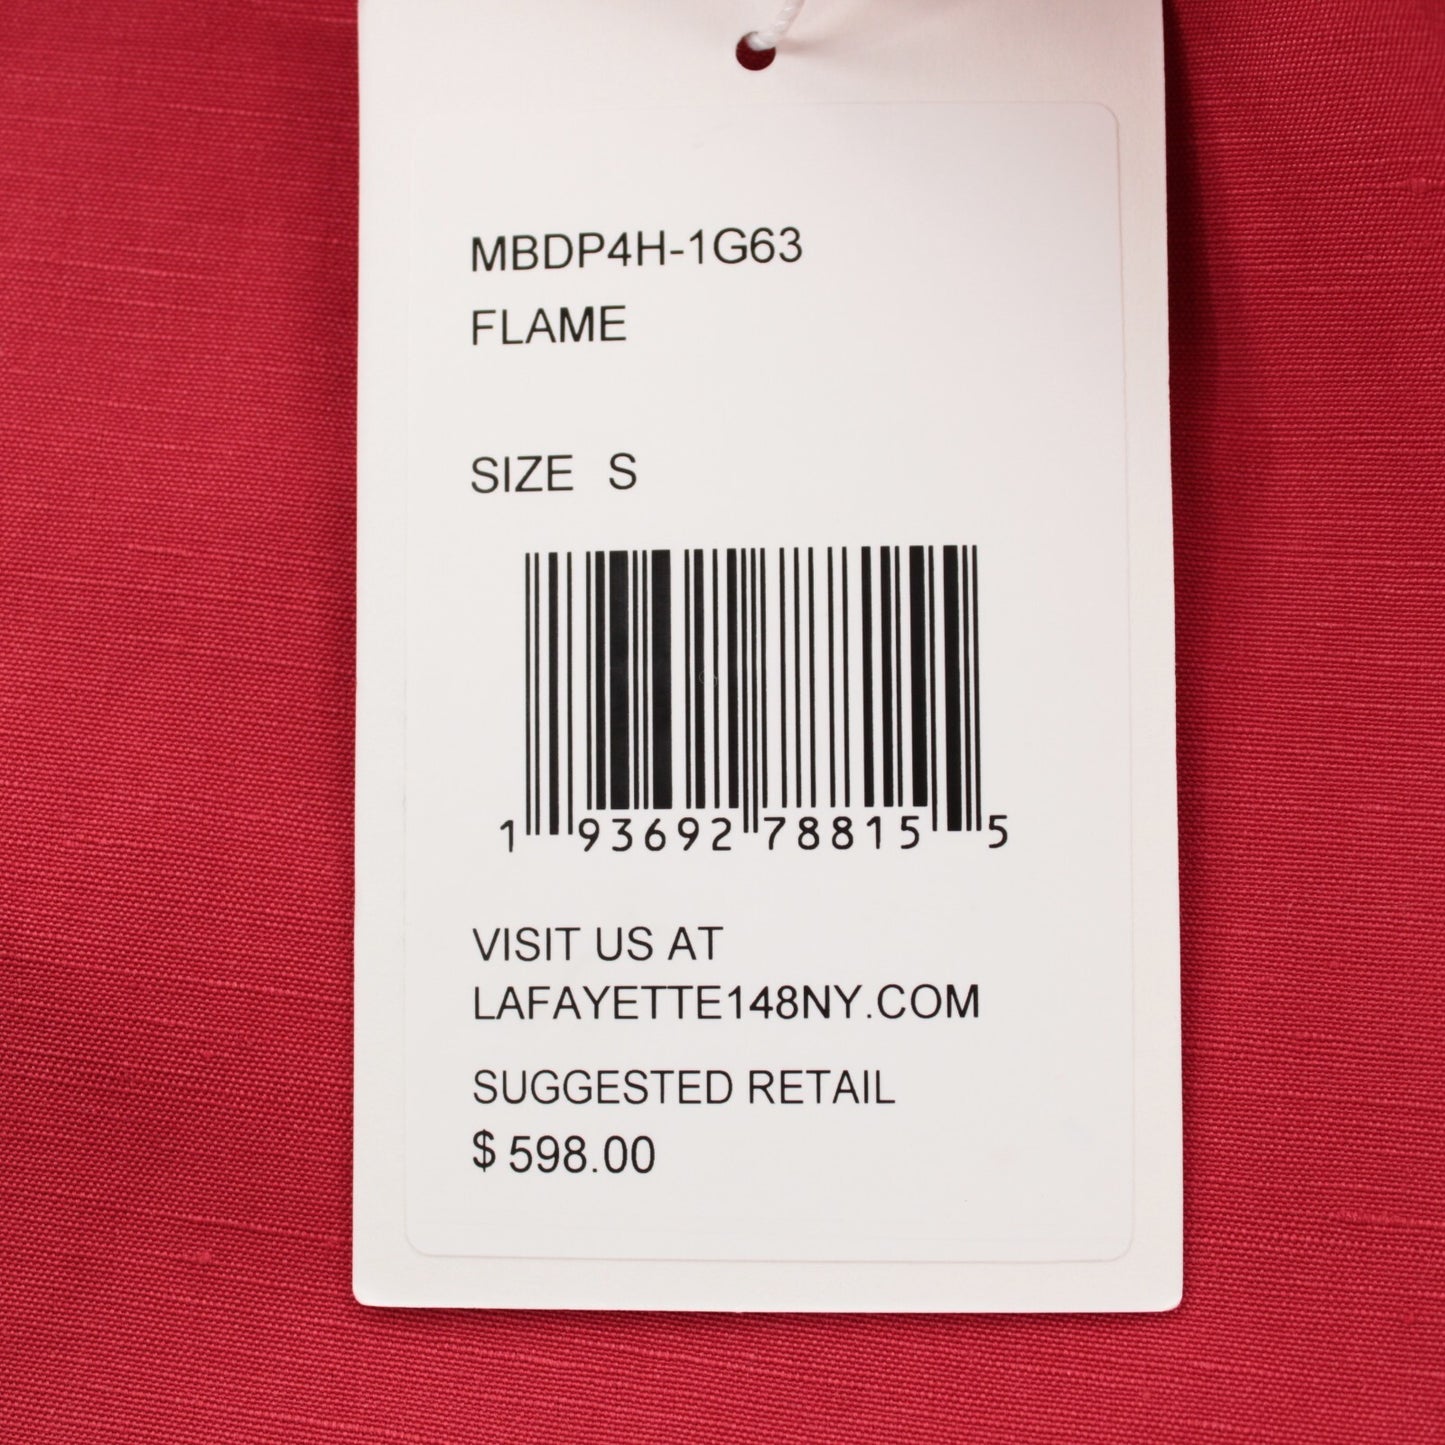 MBDP4H-1G63
FLAME
SIZE S
1 93692 78815 5
VISIT US AT
LAFAYETTE148NY.COM
SUGGESTED RETAIL
$ 598.00